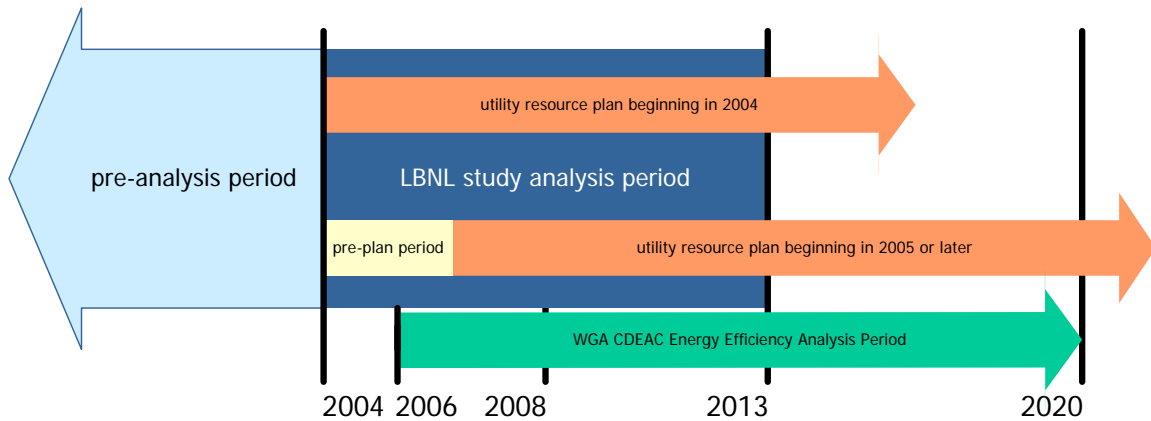 utility resource plan beginning in 2004
pre-analysis period
LBNL study analysis period
pre-plan period
utility resource plan beginning in 2005 or later
WGA CDEAC Energy Efficiency Analysis Period
2004 2006 2008 2013 2020